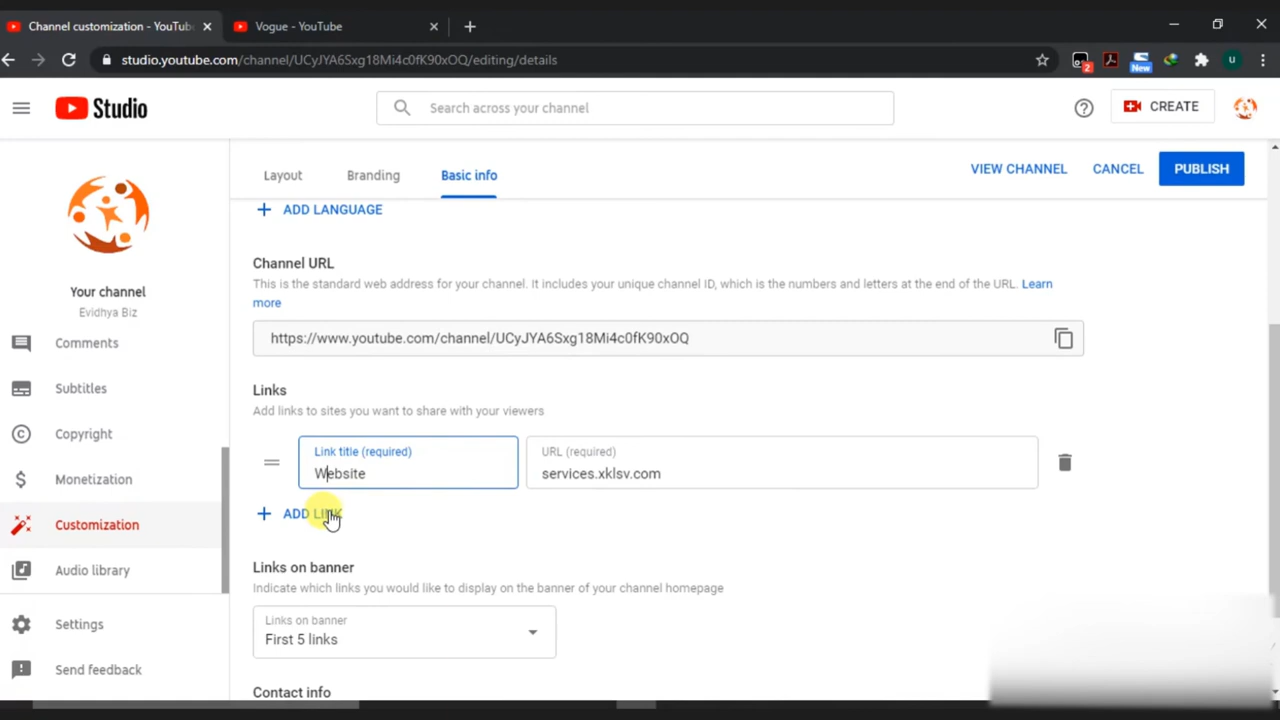 Channel customization - YouTub
Vogue - YouTube
studio.youtube.com/channel/UCyJYA6Sxg18Mi4c0fK90xOQ/editing/details
2
New
u
Studio
Search across your channel
CREATE
Layout
Branding
Basic info
VIEW CHANNEL
CANCEL
PUBLISH
ADD LANGUAGE
Channel URL
This is the standard web address for your channel. It includes your unique channel ID, which is the numbers and letters at the end of the URL. Learn
more
https://www.youtube.com/channel/UCyJYA6Sxg18Mi4c0fK90xOQ
Your channel
Evidhya Biz
Comments
Subtitles
Copyright
Monetization
Customization
Audio library
Settings
Send feedback
Links
Add links to sites you want to share with your viewers
Link title (required)
Website
URL (required)
services.xklsv.com
ADD LINK
Links on banner
Indicate which links you would like to display on the banner of your channel homepage
Links on banner
First 5 links
Contact info